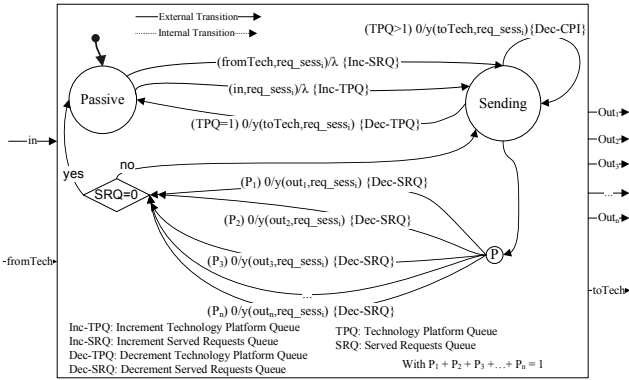 External Transition
Internal Transition
(TPQ>1) 0/y(toTech,req_sessi){Dec-CPI}
(fromTech,req_sessi)/λ {Inc-SRQ}
Passive
(in,req_sessi)/λ {Inc-TPQ}
Sending
(TPQ=1) 0/y(toTech,req_sessi) {Dec-TPQ}
Out1
in
Out2
no
Out3
yes
SRQ=0
(P1) 0/y(out1,req_sessi) {Dec-SRQ}
...
(P2) 0/y(out2,req_sessi) {Dec-SRQ}
Outn
P
fromTech
(P3) 0/y(out3,req_sessi) {Dec-SRQ}
toTech
...
(Pn) 0/y(outn,req_sessi) {Dec-SRQ}
Inc-TPQ: Increment Technology Platform Queue
Inc-SRQ: Increment Served Requests Queue
Dec-TPQ: Decrement Technology Platform Queue
Dec-SRQ: Decrement Served Requests Queue
TPQ: Technology Platform Queue
SRQ: Served Requests Queue
With P1 + P2 + P3 +…+ Pn = 1